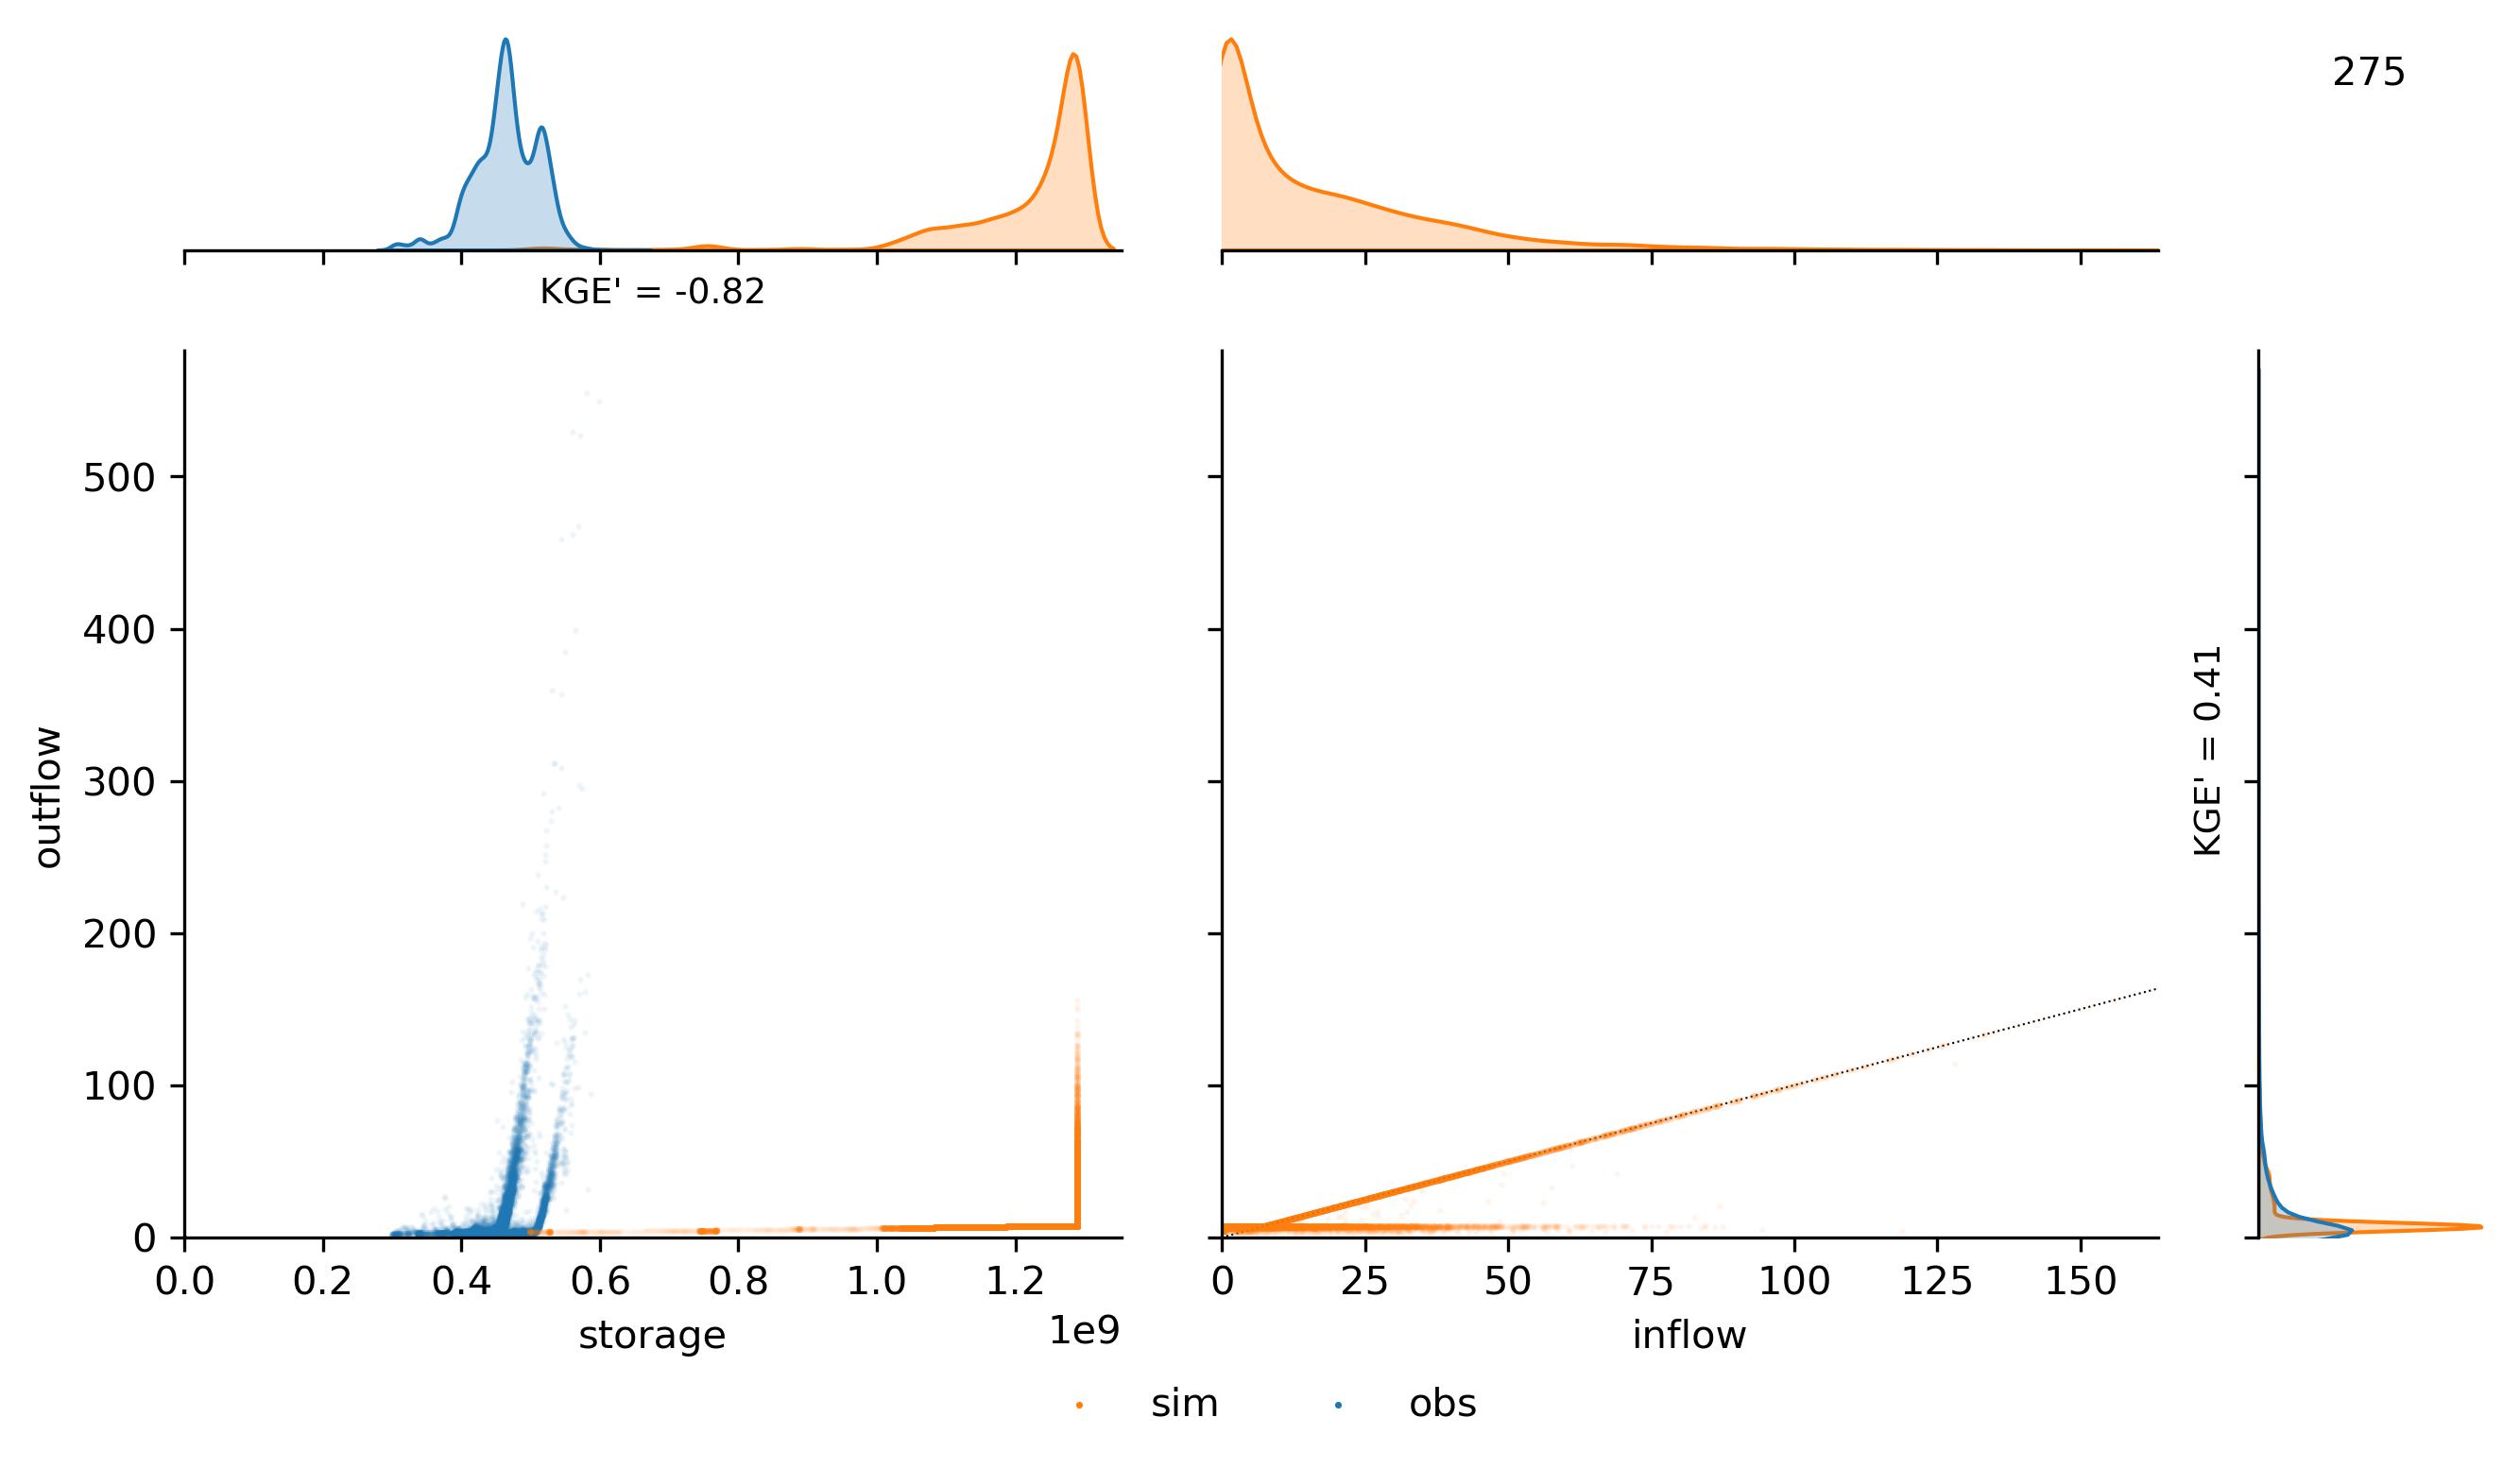 275
KGE' = -0.82
outflow
500
400
300
200
100
0
0.0 0.2 0.4 0.6 0.8 1.0 1.2
storage
1e9
KGE' = 0.41
0 25 50 75 100 125 150
inflow
sim obs